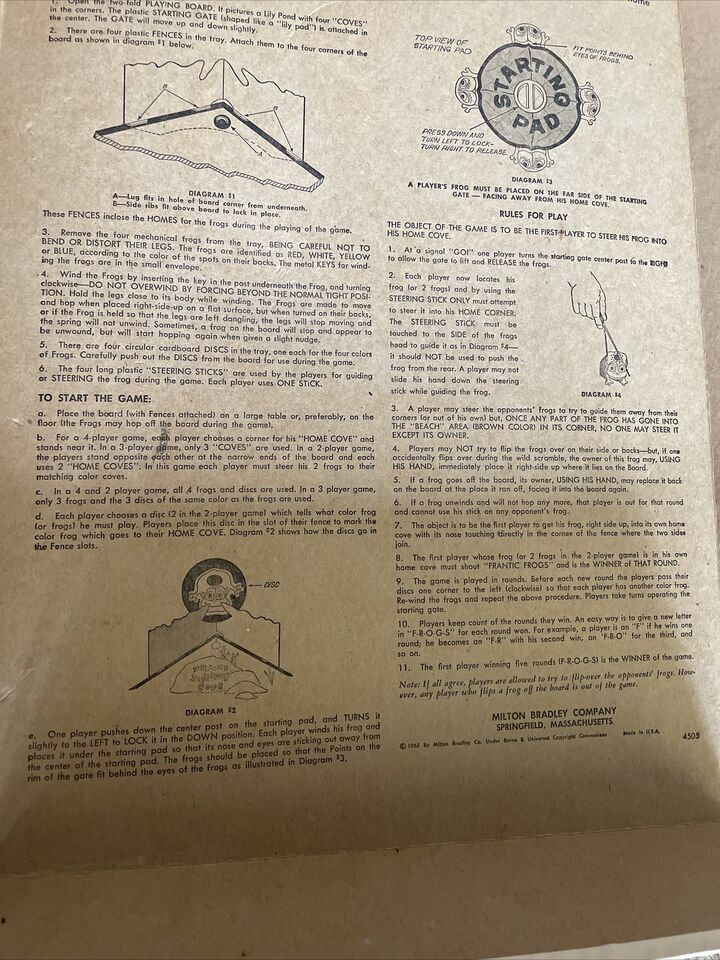 1. Open the two-fold PLAYING BOARD. It pictures a Lily Pond with four "COVES"
in the corners. The plastic STARTING GATE (shaped like a "lily pad") is attached in
the center. The GATE will move up and down slightly.
2. There are four plastic FENCES in the tray. Attach them to the four corners of the
board as shown in diagram #1 below.
B
B
A
DIAGRAM #1
A—Lug fits in hole of board corner from underneath.
B—Side ribs fit above board to lock in place.
These FENCES inclose the HOMES for the frogs during the playing of the game.
3. Remove the four mechanical frogs from the tray, BEING CAREFUL NOT TO
BEND OR DISTORT THEIR LEGS. The frogs are identified as RED, WHITE, YELLOW
or BLUE, according to the color of the spots on their backs. The metal KEYS for wind-
ing the frogs are in the small envelope.
4. Wind the Frogs by inserting the key in the post underneath the Frog, and turning
clockwise—DO NOT OVERWIND BY FORCING BEYOND THE NORMAL TIGHT POSI-
TION. Hold the legs close to its body while winding. The Frogs are made to move
and hop when placed right-side-up on a flat surface, but when turned on their backs,
or if the Frog is held so that its legs are left dangling, the legs will stop moving and
the spring will not unwind. Sometimes, a frog on the board will stop and appear to
be unwound, but will start hopping again when given a slight nudge.
5. There are four circular cardboard DISCS in the tray, one each for the four colors
of Frogs. Carefully push out the DISCS from the board for use during the game.
6. The four long plastic "STEERING STICKS" are used by the players for guiding
or STEERING the frog during the game. Each player uses ONE STICK.
TO START THE GAME:
a. Place the board (with Fences attached) on a large table or, preferably, on the
floor (the Frogs may hop off the board during the game).
b. For a 4-player game, each player chooses a corner for his "HOME COVE" and
stands near it. In a 3-player game, only 3 "COVES" are used. In a 2-player game,
the players stand opposite each other at the narrow ends of the board and each
uses 2 "HOME COVES". In this game each player must steer his 2 frogs to their
matching color coves.
c. In a 4 and 2 player game, all 4 frogs and discs are used. In a 3 player game,
only 3 frogs and the 3 discs of the same color as the frogs are used.
d. Each player chooses a disc (2 in the 2-player game) which tells what color frog
(or frogs) he must play. Players place this disc in the slot of their fence to mark the
color frog which goes to their HOME COVE. Diagram #2 shows how the discs go in
the Fence slots.
DISC
DIAGRAM #2
e. One player pushes down the center post on the starting pad, and TURNS it
slightly to the LEFT to LOCK it in the DOWN position. Each player winds his frog and
places it under the starting pad so that its nose and eyes are sticking out away from
the center of the starting pad. The frogs should be placed so that the Points on the
rim of the gate fit behind the eyes of the frogs as illustrated in Diagram #3.
TOP VIEW OF
STARTING PAD
FIT POINTS BEHIND
EYES OF FROGS.
STARTING
PAD
PRESS DOWN AND
TURN LEFT TO LOCK-
TURN RIGHT TO RELEASE.
DIAGRAM #3
A PLAYER'S FROG MUST BE PLACED ON THE FAR SIDE OF THE STARTING
GATE — FACING AWAY FROM HIS HOME COVE.
RULES FOR PLAY
THE OBJECT OF THE GAME IS TO BE THE FIRST PLAYER TO STEER HIS FROG INTO
HIS HOME COVE.
1. At a signal "GO!" one player turns the starting gate center post to the RIGHT
to allow the gate to lift and RELEASE the frogs.
2. Each player now locates his
frog (or 2 frogs) and by using the
STEERING STICK ONLY must attempt
to steer it into his HOME CORNER.
The STEERING STICK must be
touched to the SIDE of the FROGS
head to guide it as in Diagram #4—
it should NOT be used to push the
frog from the rear. A player may not
slide his hand down the steering
stick while guiding the frog.
DIAGRAM #4
3. A player may steer the opponents' frogs to try to guide them away from their
corners (or out of his own) but, ONCE ANY PART OF THE FROG HAS GONE INTO
THE "BEACH" AREA (BROWN COLOR) IN ITS CORNER, NO ONE MAY STEER IT
EXCEPT ITS OWNER.
4. Players may NOT try to flip the frogs over on their side or backs—but, if one
accidentally flips over during the wild scramble, the owner of this frog may, USING
HIS HAND, immediately place it right-side up where it lies on the Board.
5. If a frog goes off the board, its owner, USING HIS HAND, may replace it back
on the board at the place it ran off, facing it into the board again.
6. If a frog unwinds and will not hop any more, that player is out for that round
and cannot use his stick on any opponent's frog.
7. The object is to be the first player to get his frog, right side up, into its own home
cove with its nose touching directly in the corner of the fence where the two sides
join.
8. The first player whose frog (or 2 frogs in the 2-player game) is in his own
home cove must shout "FRANTIC FROGS" and is the WINNER of THAT ROUND.
9. The game is played in rounds. Before each new round the players pass their
discs one corner to the left (clockwise) so that each player has another color frog.
Re-wind the frogs and repeat the above procedure. Players take turns operating the
starting gate.
10. Players keep count of the rounds they win. An easy way is to give a new letter
in "F-R-O-G-S" for each round won. For example, a player is an "F" if he wins one
round; he becomes an "F-R" with his second win, an "F-R-O" for the third, and
so on.
11. The first player winning five rounds (F-R-O-G-S) is the WINNER of the game.
Note: If all agree, players are allowed to try to flip-over the opponents' frogs. How-
ever, any player who flips a frog off the board is out of the game.
MILTON BRADLEY COMPANY
SPRINGFIELD, MASSACHUSETTS
© 1965 By Milton Bradley Co. Under Berne & Universal Copyright Conventions Made in U.S.A. 4505